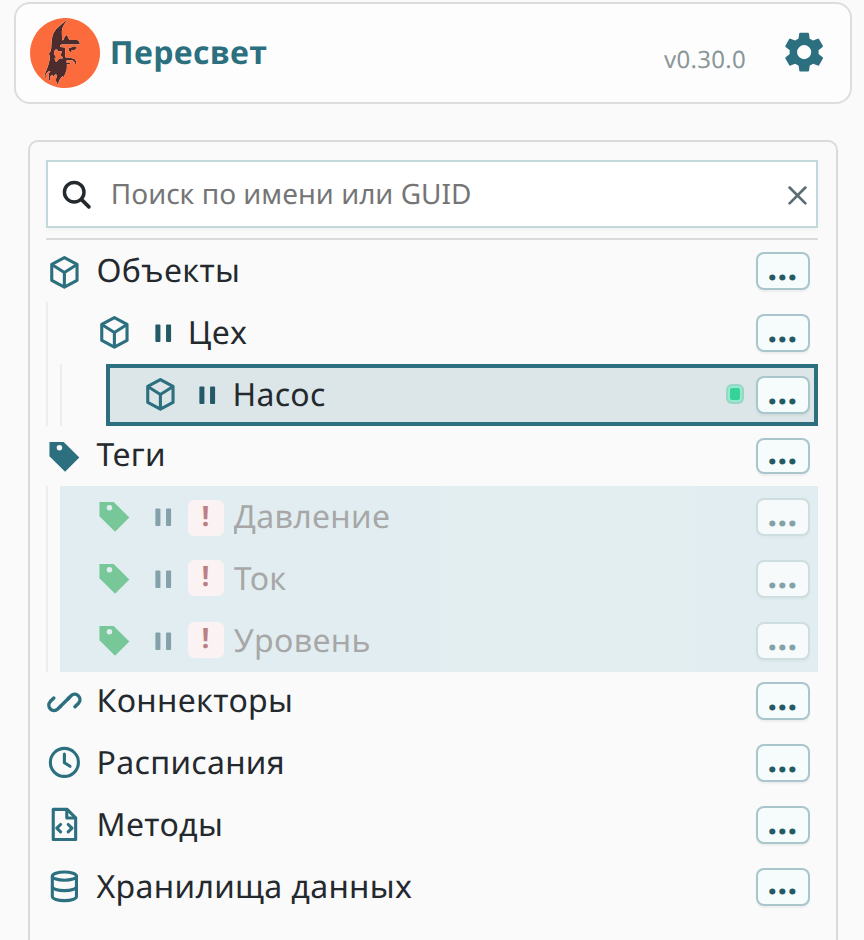 Пересвет
v0.30.0
Поиск по имени или GUID
Объекты
...
Цех
...
Насос
...
Теги
...
! Давление
...
! Ток
...
! Уровень
...
Коннекторы
...
Расписания
...
Методы
...
Хранилища данных
...